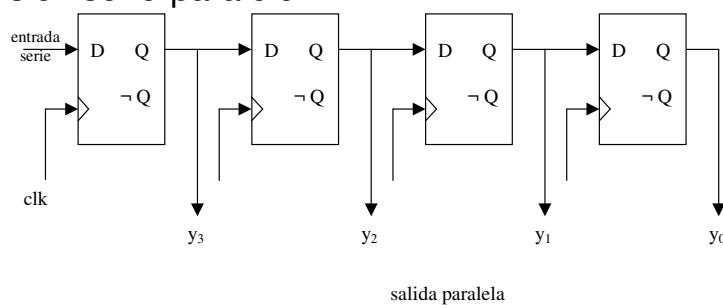 entrada
serie
D Q D Q D Q D Q
¬ Q ¬ Q ¬ Q ¬ Q
clk
y₃ y₂ y₁ y₀
salida paralela